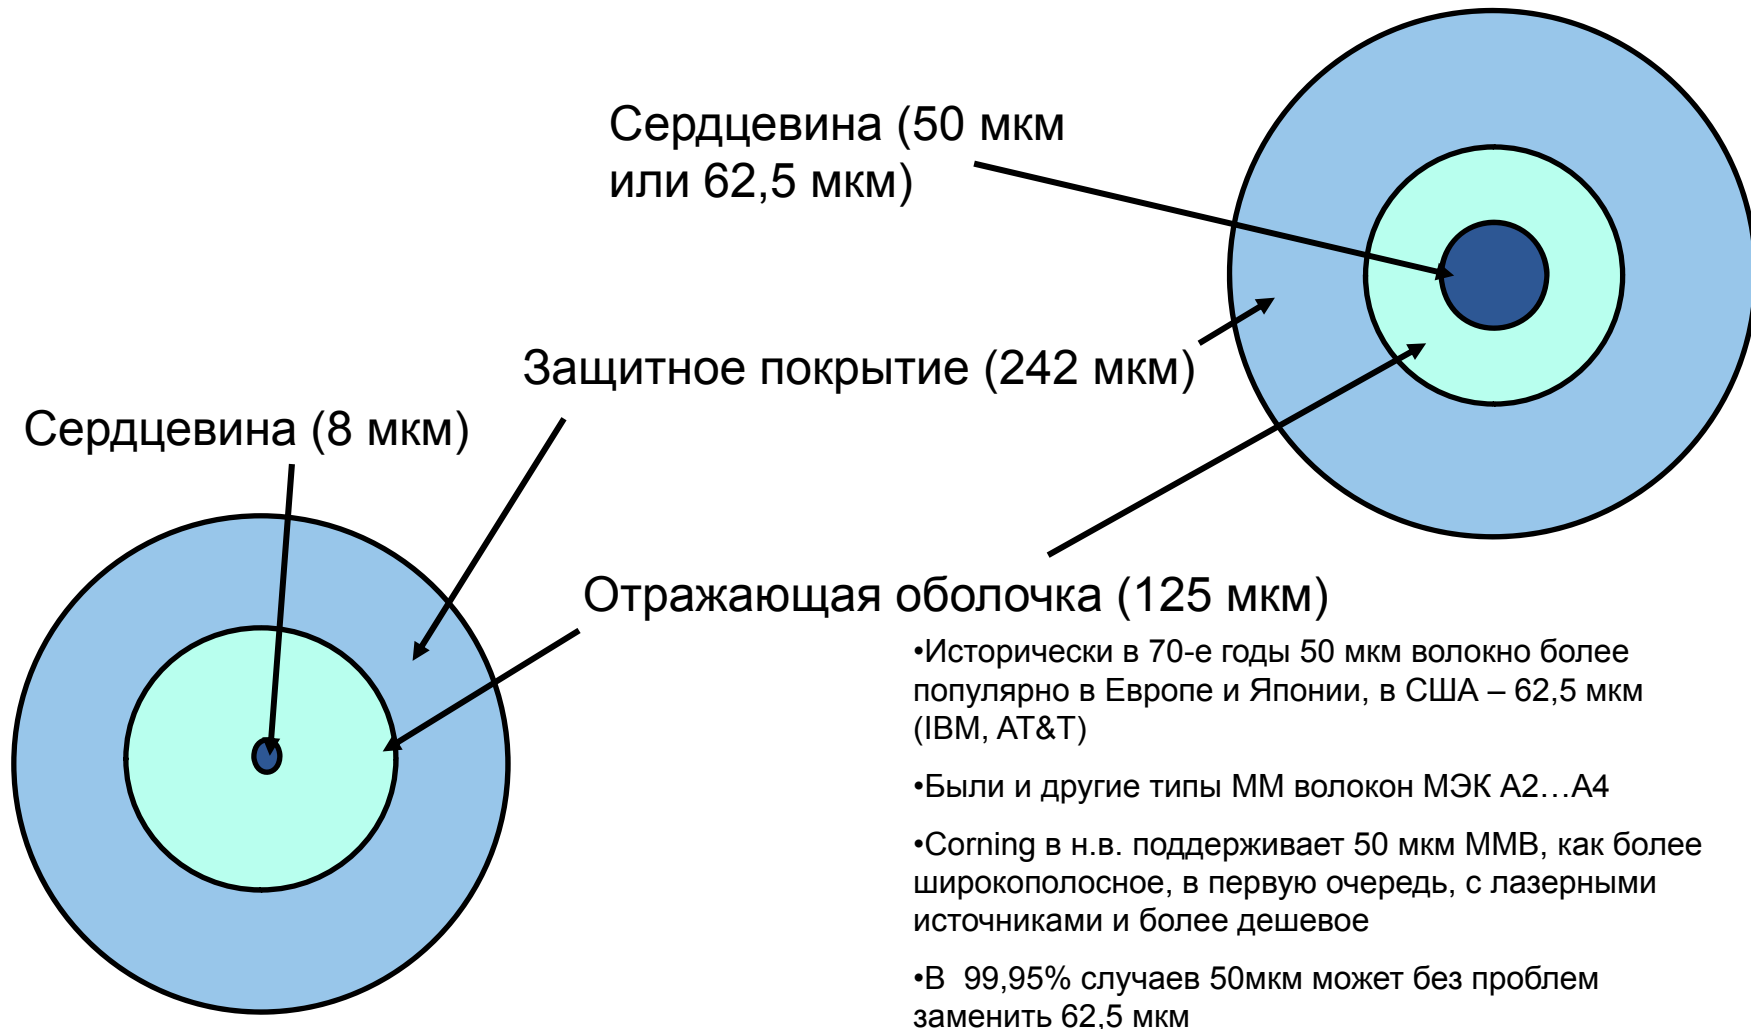 Сердцевина (50 мкм
или 62,5 мкм)
Защитное покрытие (242 мкм)
Сердцевина (8 мкм)
Отражающая оболочка (125 мкм)
•Исторически в 70-е годы 50 мкм волокно более
популярно в Европе и Японии, в США – 62,5 мкм
(IBM, AT&T)
•Были и другие типы ММ волокон МЭК А2…А4
•Corning в н.в. поддерживает 50 мкм ММВ, как более
широкополосное, в первую очередь, с лазерными
источниками и более дешевое
•В  99,95% случаев 50мкм может без проблем
заменить 62,5 мкм